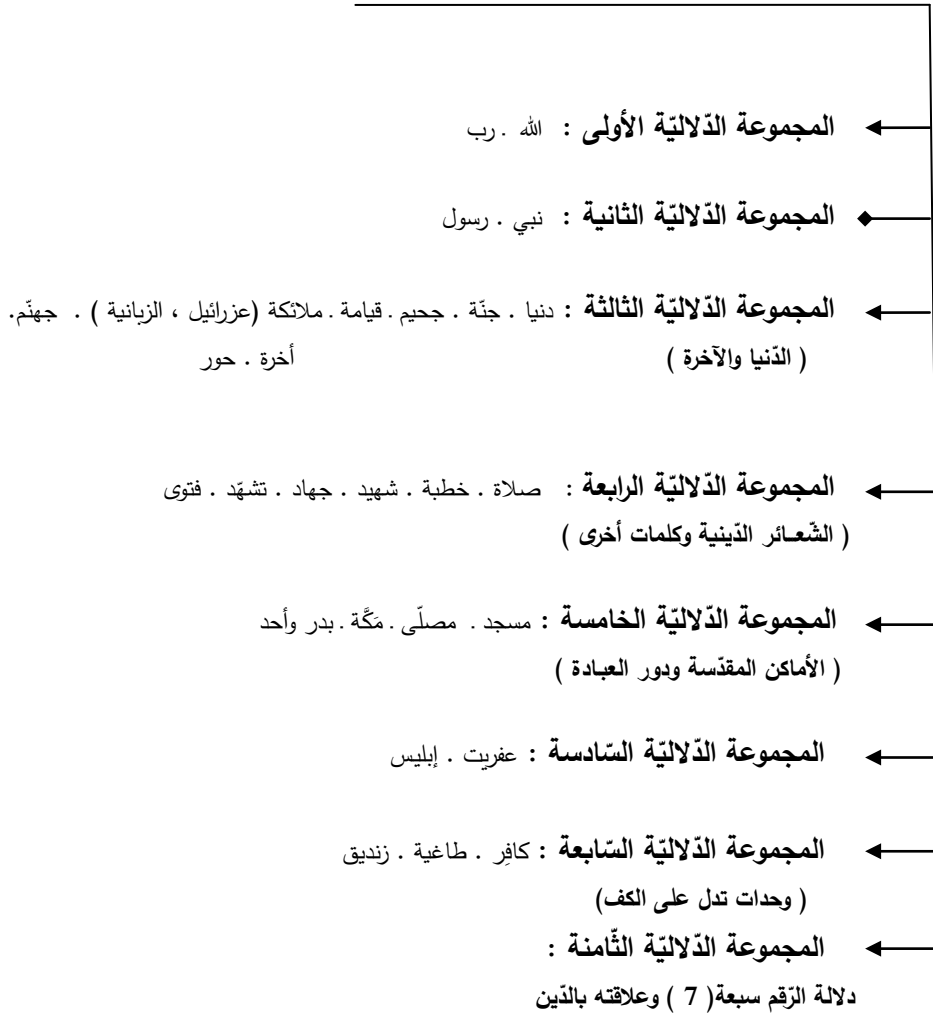 المجموعة الدّلاليّة الأولى : الله . رب
المجموعة الدّلاليّة الثانية : نبي . رسول
المجموعة الدّلاليّة الثالثة : دنيا . جنّة . جحيم . قيامة . ملائكة (عزرائيل ، الزبانية ) . جهنّم.
( الدّنيا والآخرة ) أخرة . حور
المجموعة الدّلاليّة الرابعة : صلاة . خطبة . شهيد . جهاد . تشهّد . فتوى
( الشّعـائر الدّينية وكلمات أخرى )
المجموعة الدّلاليّة الخامسة : مسجد . مصلّى . مَكَّة . بدر وأحد
( الأماكن المقدّسة ودور العبادة )
المجموعة الدّلاليّة السّادسة : عفريت . إبليس
المجموعة الدّلاليّة السّابعة : كافِر . طاغية . زنديق
( وحدات تدل على الكف)
المجموعة الدّلاليّة الثّامنة :
دلالة الرّقم سبعة( 7 ) وعلاقته بالدّين